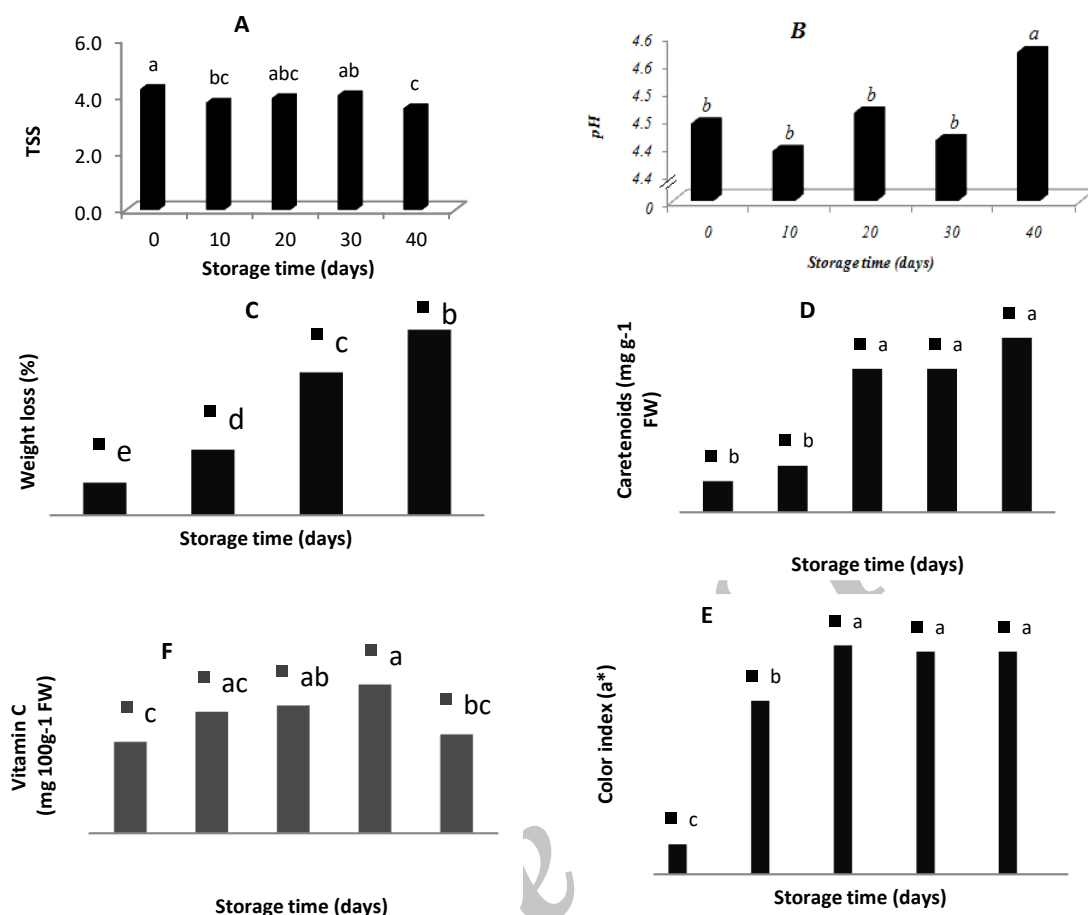 A
TSS
6.0
4.0
2.0
0.0
a
bc
abc
ab
c
0 10 20 30 40
Storage time (days)
B
pH
4.6
4.6
4.5
4.5
4.4
4.4
0
b
b
b
b
a
0 10 20 30 40
Storage time (days)
C
Weight loss (%)
e
d
c
b
Storage time (days)
D
Caretenoids (mg g-1
FW)
b
b
a
a
a
Storage time (days)
F
Vitamin C
(mg 100g-1 FW)
c
ac
ab
a
bc
Storage time (days)
E
Color index (a*)
c
b
a
a
a
Storage time (days)